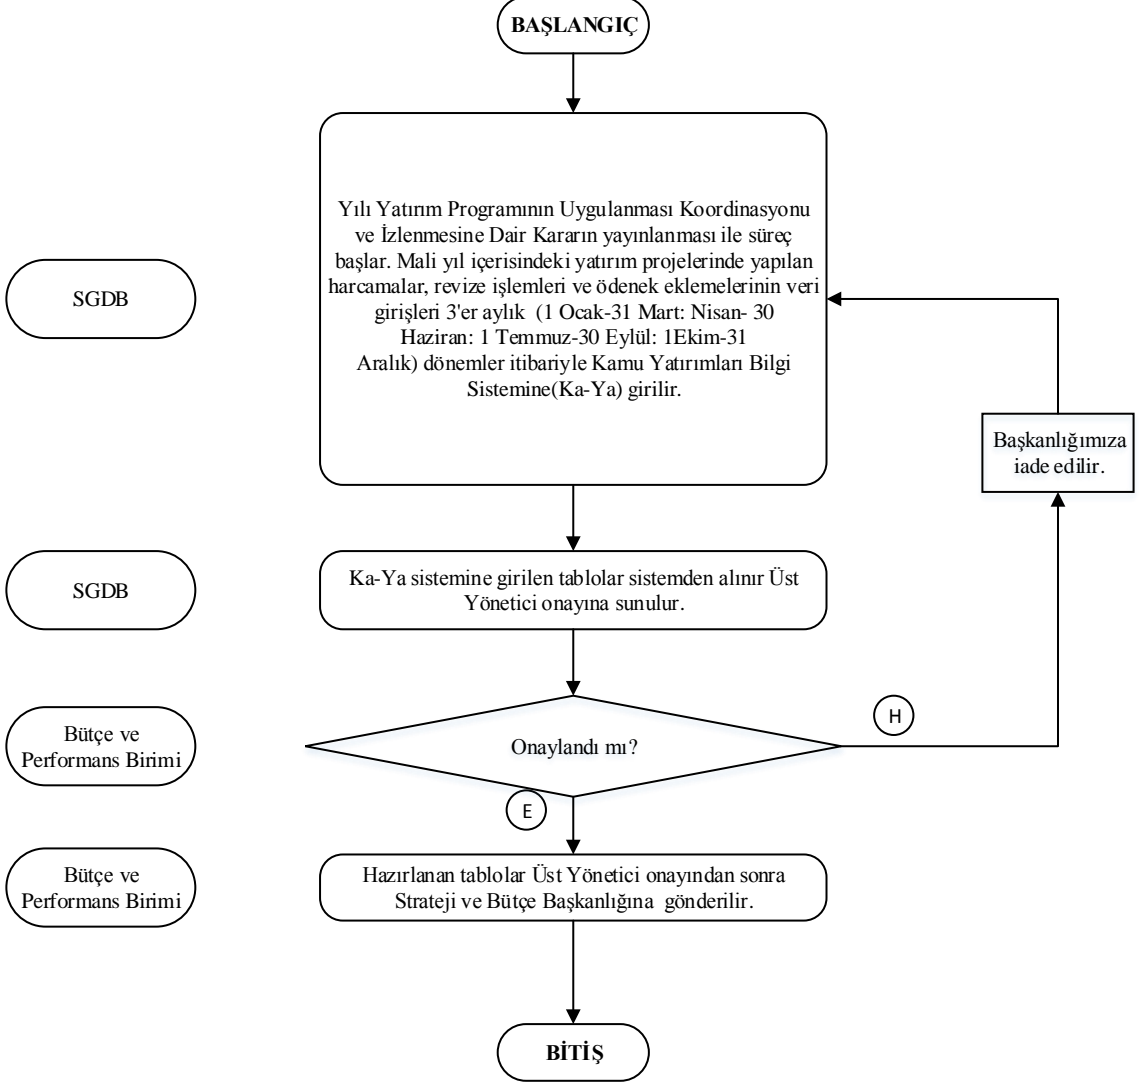 BAŞLANGIÇ
SGDB
Yılı Yatırım Programının Uygulanması Koordinasyonu
ve İzlenmesine Dair Kararın yayınlanması ile süreç
başlar. Mali yıl içerisindeki yatırım projelerinde yapılan
harcamalar, revize işlemleri ve ödenek eklemelerinin veri
girişleri 3'er aylık (1 Ocak-31 Mart: Nisan- 30
Haziran: 1 Temmuz-30 Eylül: 1Ekim-31
Aralık) dönemler itibariyle Kamu Yatırımları Bilgi
Sistemine(Ka-Ya) girilir.
Başkanlığımıza
iade edilir.
SGDB
Ka-Ya sistemine girilen tablolar sistemden alınır Üst
Yönetici onayına sunulur.
Bütçe ve
Performans Birimi
Onaylandı mı?
H
E
Bütçe ve
Performans Birimi
Hazırlanan tablolar Üst Yönetici onayından sonra
Strateji ve Bütçe Başkanlığına gönderilir.
BİTİŞ